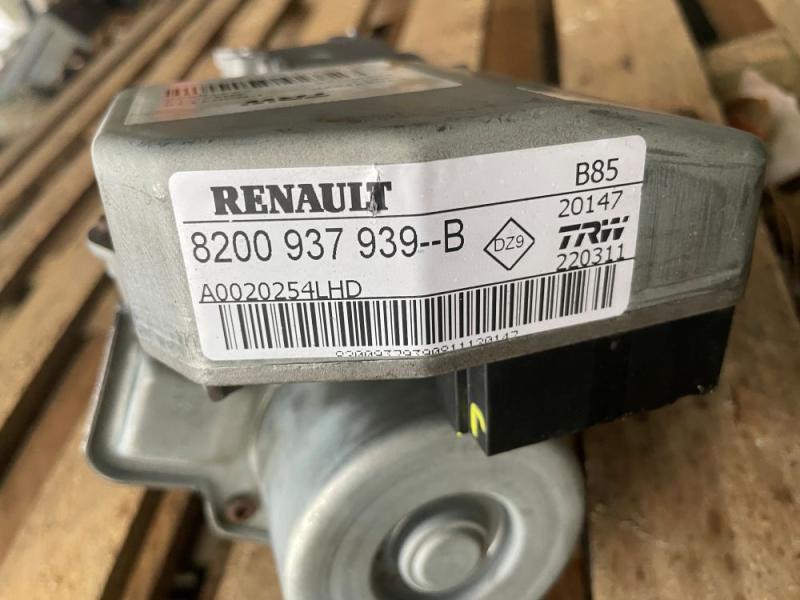 RENAULT
B85
20147
8200 937 939--B
DZ9
TRW
220311
A0020254LHD